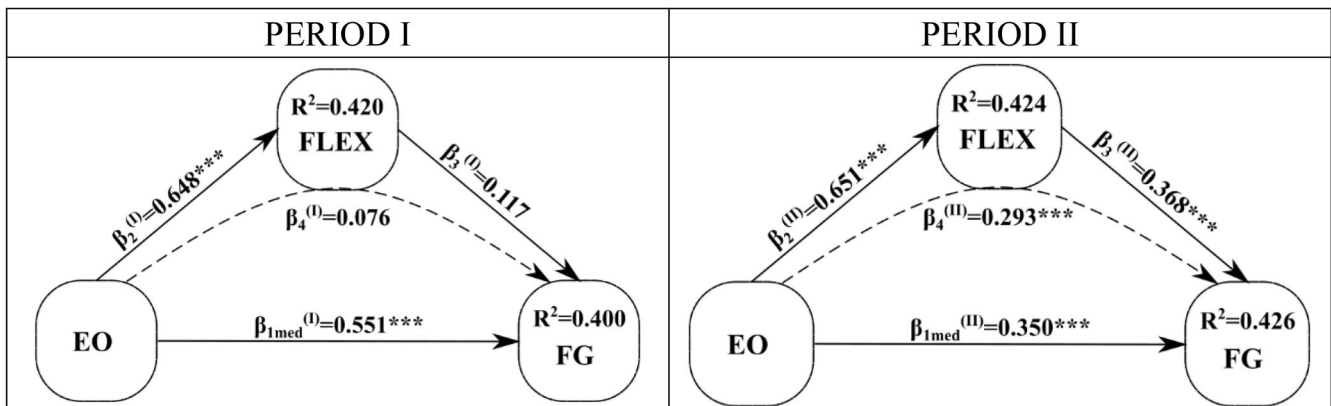 PERIOD I
R²=0.420
FLEX
β₂⁽ᴵ⁾=0.648***
β₃⁽ᴵ⁾=0.117
β₄⁽ᴵ⁾=0.076
EO
β₁ₘₑd⁽ᴵ⁾=0.551***
R²=0.400
FG
PERIOD II
R²=0.424
FLEX
β₂⁽ᴵᴵ⁾=0.651***
β₃⁽ᴵᴵ⁾=0.368***
β₄⁽ᴵᴵ⁾=0.293***
EO
β₁ₘₑd⁽ᴵᴵ⁾=0.350***
R²=0.426
FG